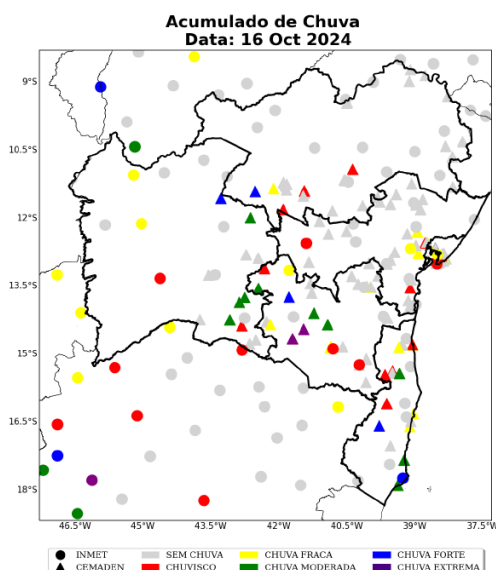 Acumulado de Chuva
Data: 16 Oct 2024
9°S
10.5°S
12°S
13.5°S
15°S
16.5°S
18°S
46.5°W 45°W 43.5°W 42°W 40.5°W 39°W 37.5°W
INMET SEM CHUVA CHUVA FRACA CHUVA FORTE
CEMADEN CHUVISCO CHUVA MODERADA CHUVA EXTREMA